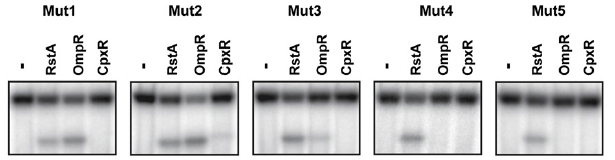 Mut1 Mut2 Mut3 Mut4 Mut5
- RstA OmpR CpxR - RstA OmpR CpxR - RstA OmpR CpxR - RstA OmpR CpxR - RstA OmpR CpxR